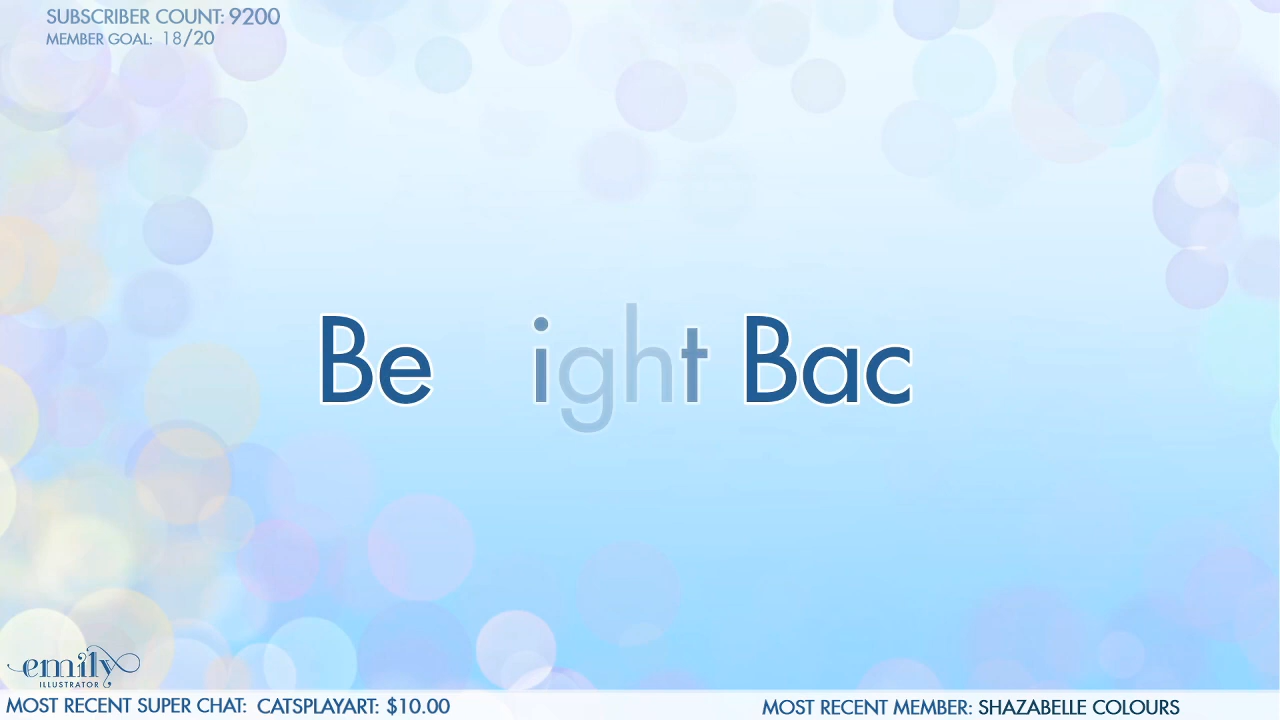 SUBSCRIBER COUNT: 9200
MEMBER GOAL: 18/20
Be ight Bac
emily
ILLUSTRATOR
MOST RECENT SUPER CHAT: CATSPLAYART: $10.00
MOST RECENT MEMBER: SHAZABELLE COLOURS